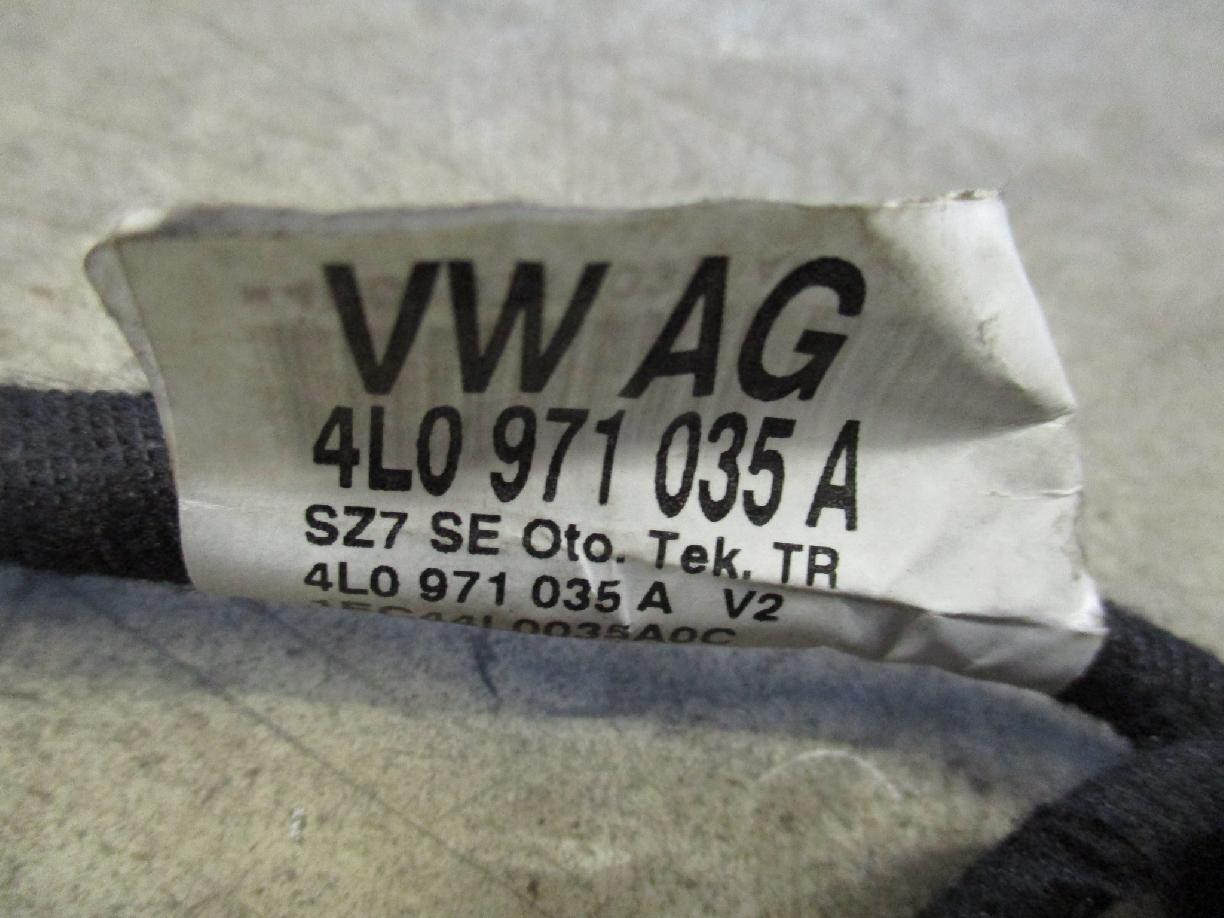 VW AG
4L0 971 035 A
SZ7 SE Oto. Tek. TR
4L0 971 035 A V2